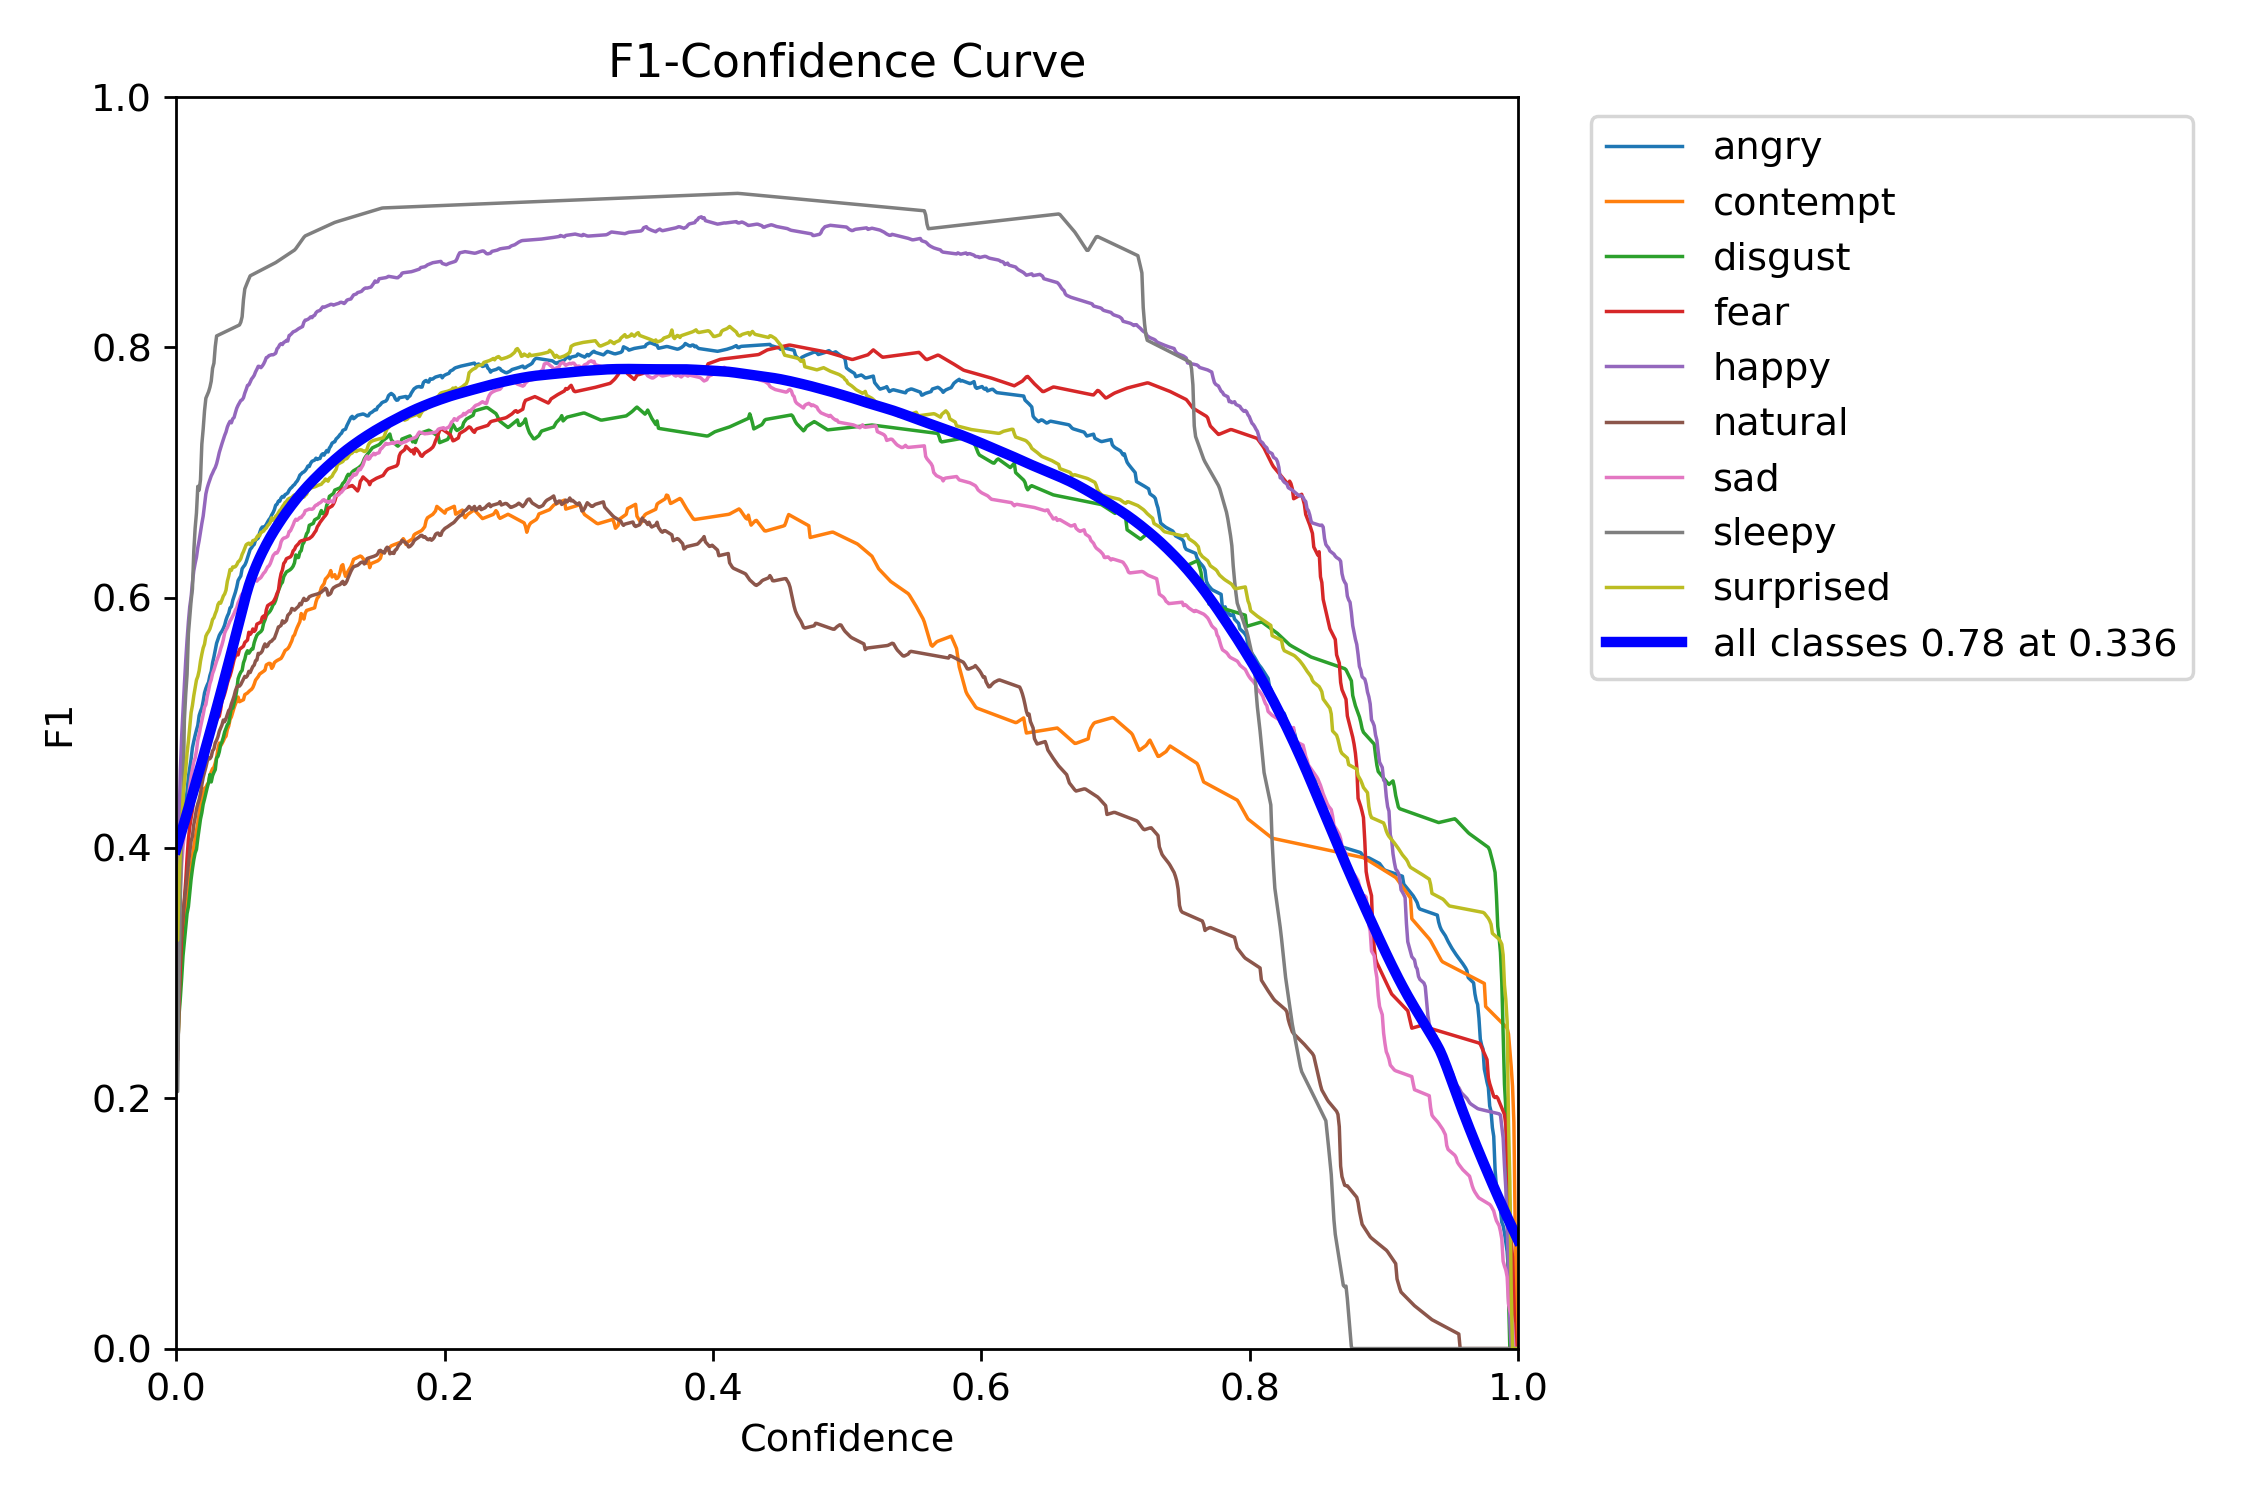 F1-Confidence Curve
1.0
0.8
0.6
0.4
0.2
0.0
F1
0.0 0.2 0.4 0.6 0.8 1.0
Confidence
angry
contempt
disgust
fear
happy
natural
sad
sleepy
surprised
all classes 0.78 at 0.336